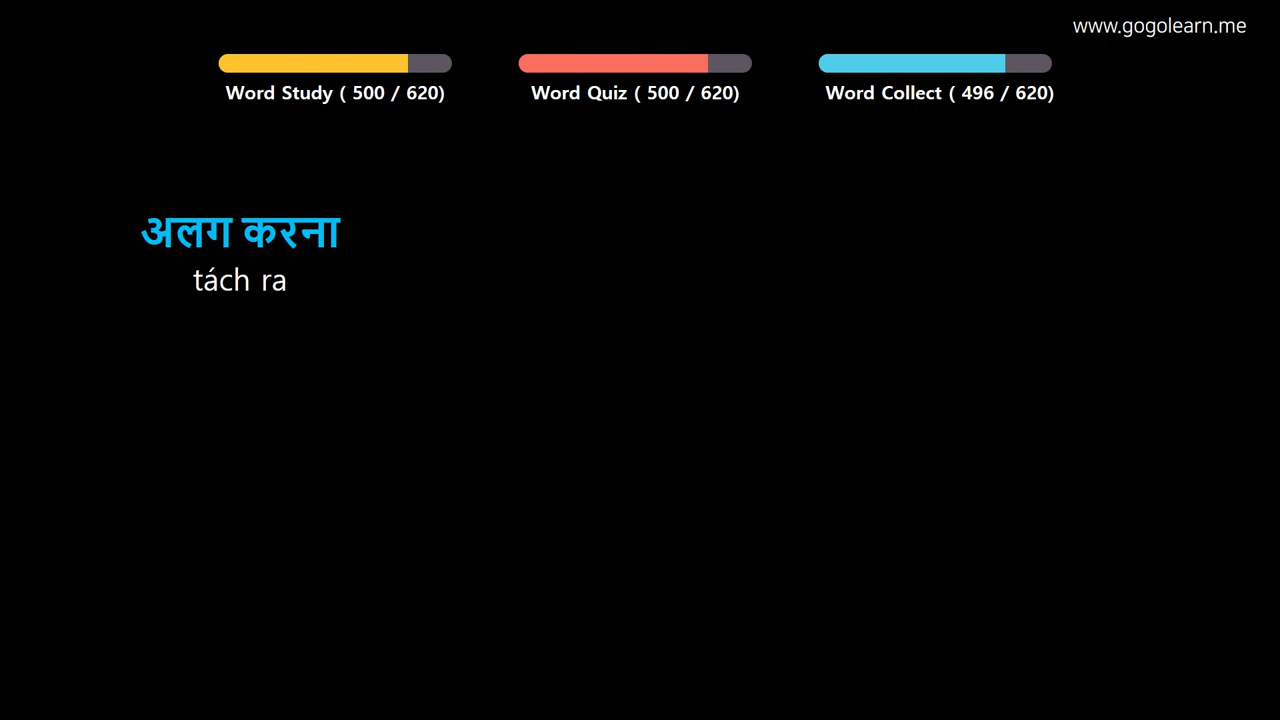 www.gogolearn.me
Word Study ( 500 / 620)
Word Quiz ( 500 / 620)
Word Collect ( 496 / 620)
अलग करना
tách ra